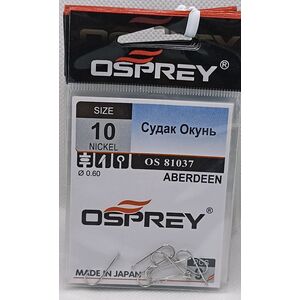 OSPREY®
SIZE
10
NICKEL
Судак Окунь
Ø 0.60
OS 81037
ABERDEEN
OSPREY®
MADE IN JAPAN